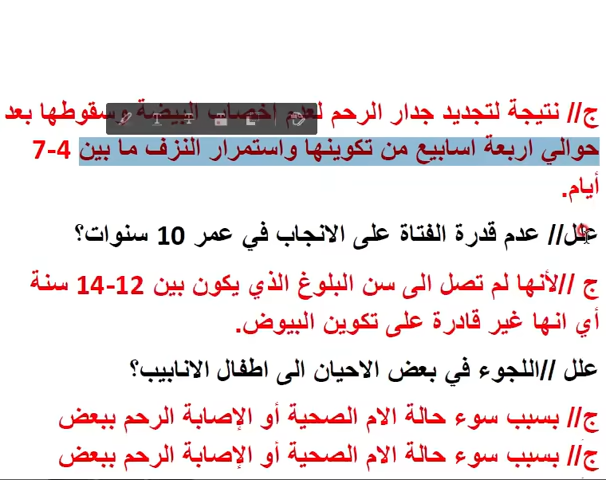 ج// نتيجة لتجديد جدار الرحم لعدم اخصاب البيضة وسقوطها بعد
حوالي اربعة اسابيع من تكوينها واستمرار النزف ما بين 4-7
أيام.
علل// عدم قدرة الفتاة على الانجاب في عمر 10 سنوات؟
ج //لأنها لم تصل الى سن البلوغ الذي يكون بين 12-14 سنة
أي انها غير قادرة على تكوين البيوض.
علل //اللجوء في بعض الاحيان الى اطفال الانابيب؟
ج// بسبب سوء حالة الام الصحية أو الإصابة الرحم ببعض
ج// بسبب سوء حالة الام الصحية أو الإصابة الرحم ببعض